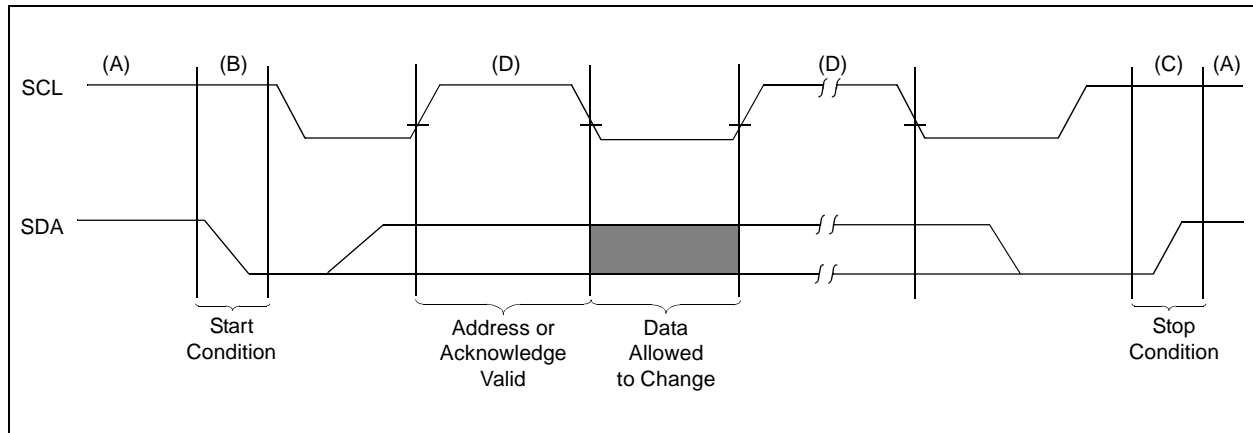 (A) (B) (D) (D) (C) (A)
SCL
SDA
Start
Condition
Address or
Acknowledge
Valid
Data
Allowed
to Change
Stop
Condition